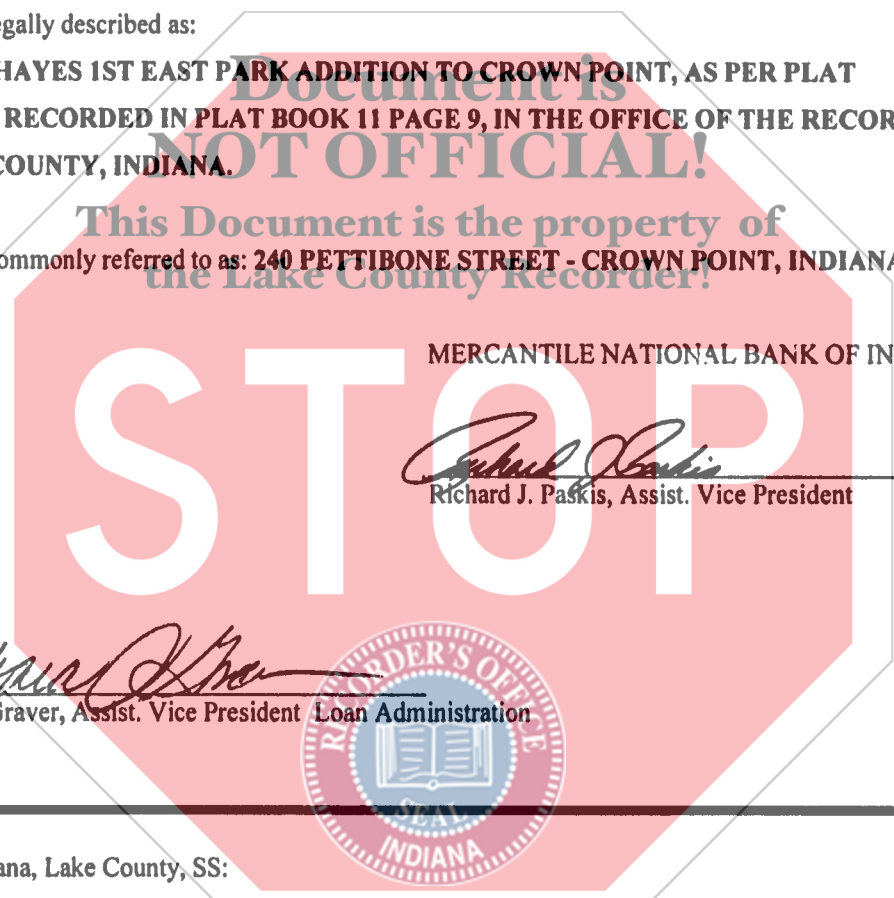 egally described as:
HAYES 1ST EAST PARK ADDITION TO CROWN POINT, AS PER PLAT
Document is
RECORDED IN PLAT BOOK 11 PAGE 9, IN THE OFFICE OF THE RECOR
NOT OFFICIAL!
COUNTY, INDIANA.
This Document is the property of
ommonly referred to as: 240 PETTIBONE STREET - CROWN POINT, INDIANA
the Lake County Recorder!
MERCANTILE NATIONAL BANK OF IN
STOP
Richard J. Paskis, Assist. Vice President
Graver, Assist. Vice President Loan Administration
RECORDER'S OFFICE
SEAL
INDIANA
ana, Lake County, SS: